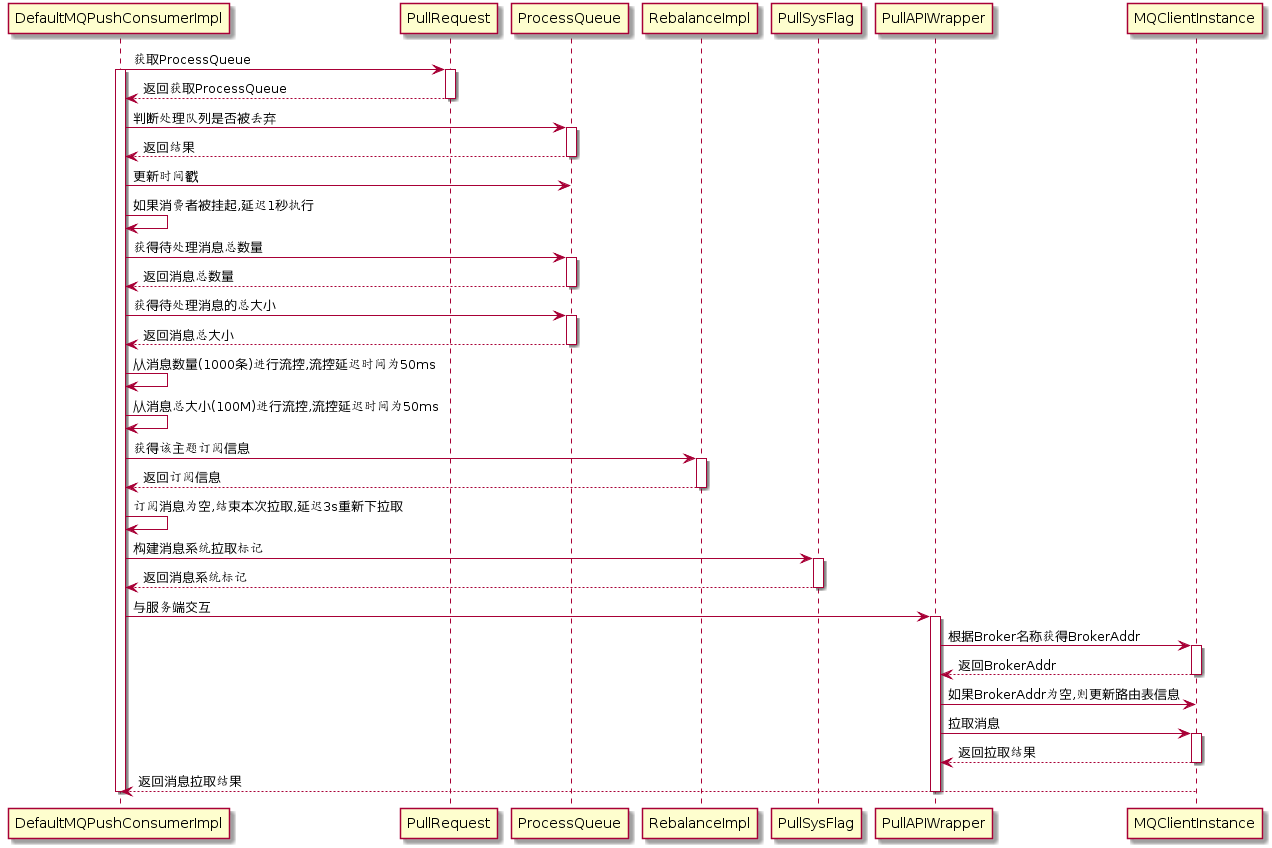 DefaultMQPushConsumerImpl PullRequest ProcessQueue RebalanceImpl PullSysFlag PullAPIWrapper MQClientInstance
获取ProcessQueue
返回获取ProcessQueue
判断处理队列是否被丢弃
返回结果
更新时间戳
如果消费者被挂起,延迟1秒执行
获得待处理消息总数量
返回消息总数量
获得待处理消息的总大小
返回消息总大小
从消息数量(1000条)进行流控,流控延迟时间为50ms
从消息总大小(100M)进行流控,流控延迟时间为50ms
获得该主题订阅信息
返回订阅信息
订阅消息为空,结束本次拉取,延迟3s重新下拉取
构建消息系统拉取标记
返回消息系统标记
与服务端交互
根据Broker名称获得BrokerAddr
返回BrokerAddr
如果BrokerAddr为空,则更新路由表信息
拉取消息
返回拉取结果
返回消息拉取结果
DefaultMQPushConsumerImpl PullRequest ProcessQueue RebalanceImpl PullSysFlag PullAPIWrapper MQClientInstance